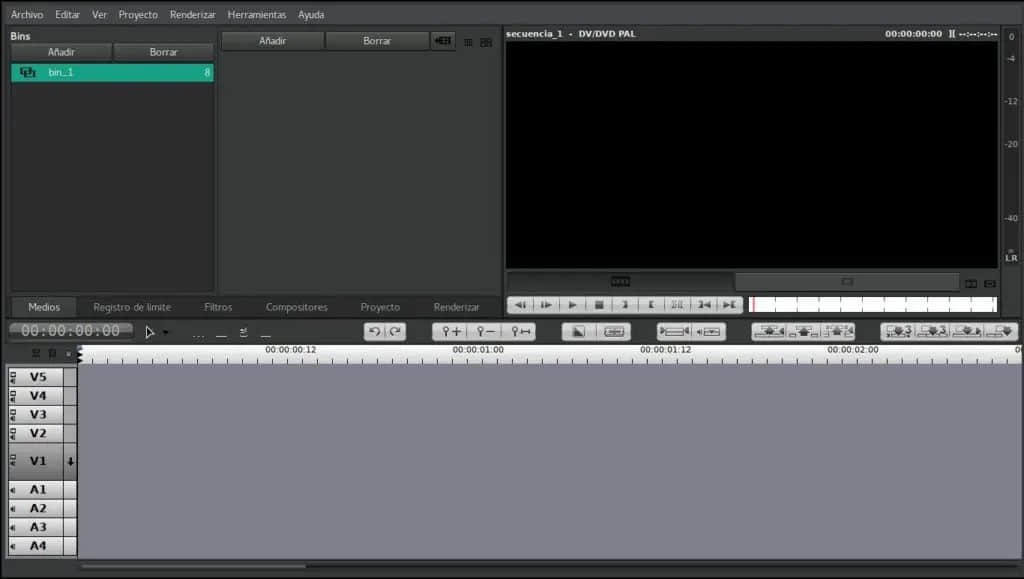 Archivo Editar Ver Proyecto Renderizar Herramientas Ayuda
Bins
Añadir Borrar
bin_1 8
Añadir Borrar
secuencia_1 - DV/DVD PAL 00:00:00:00 ][ --:--:--:--
0
-4
-12
-20
-40
∞
LR
Medios Registro de límite Filtros Compositores Proyecto Renderizar
00:00:00:00
00:00:00:12 00:00:01:00 00:00:01:12 00:00:02:00
V5
V4
V3
V2
V1
A1
A2
A3
A4